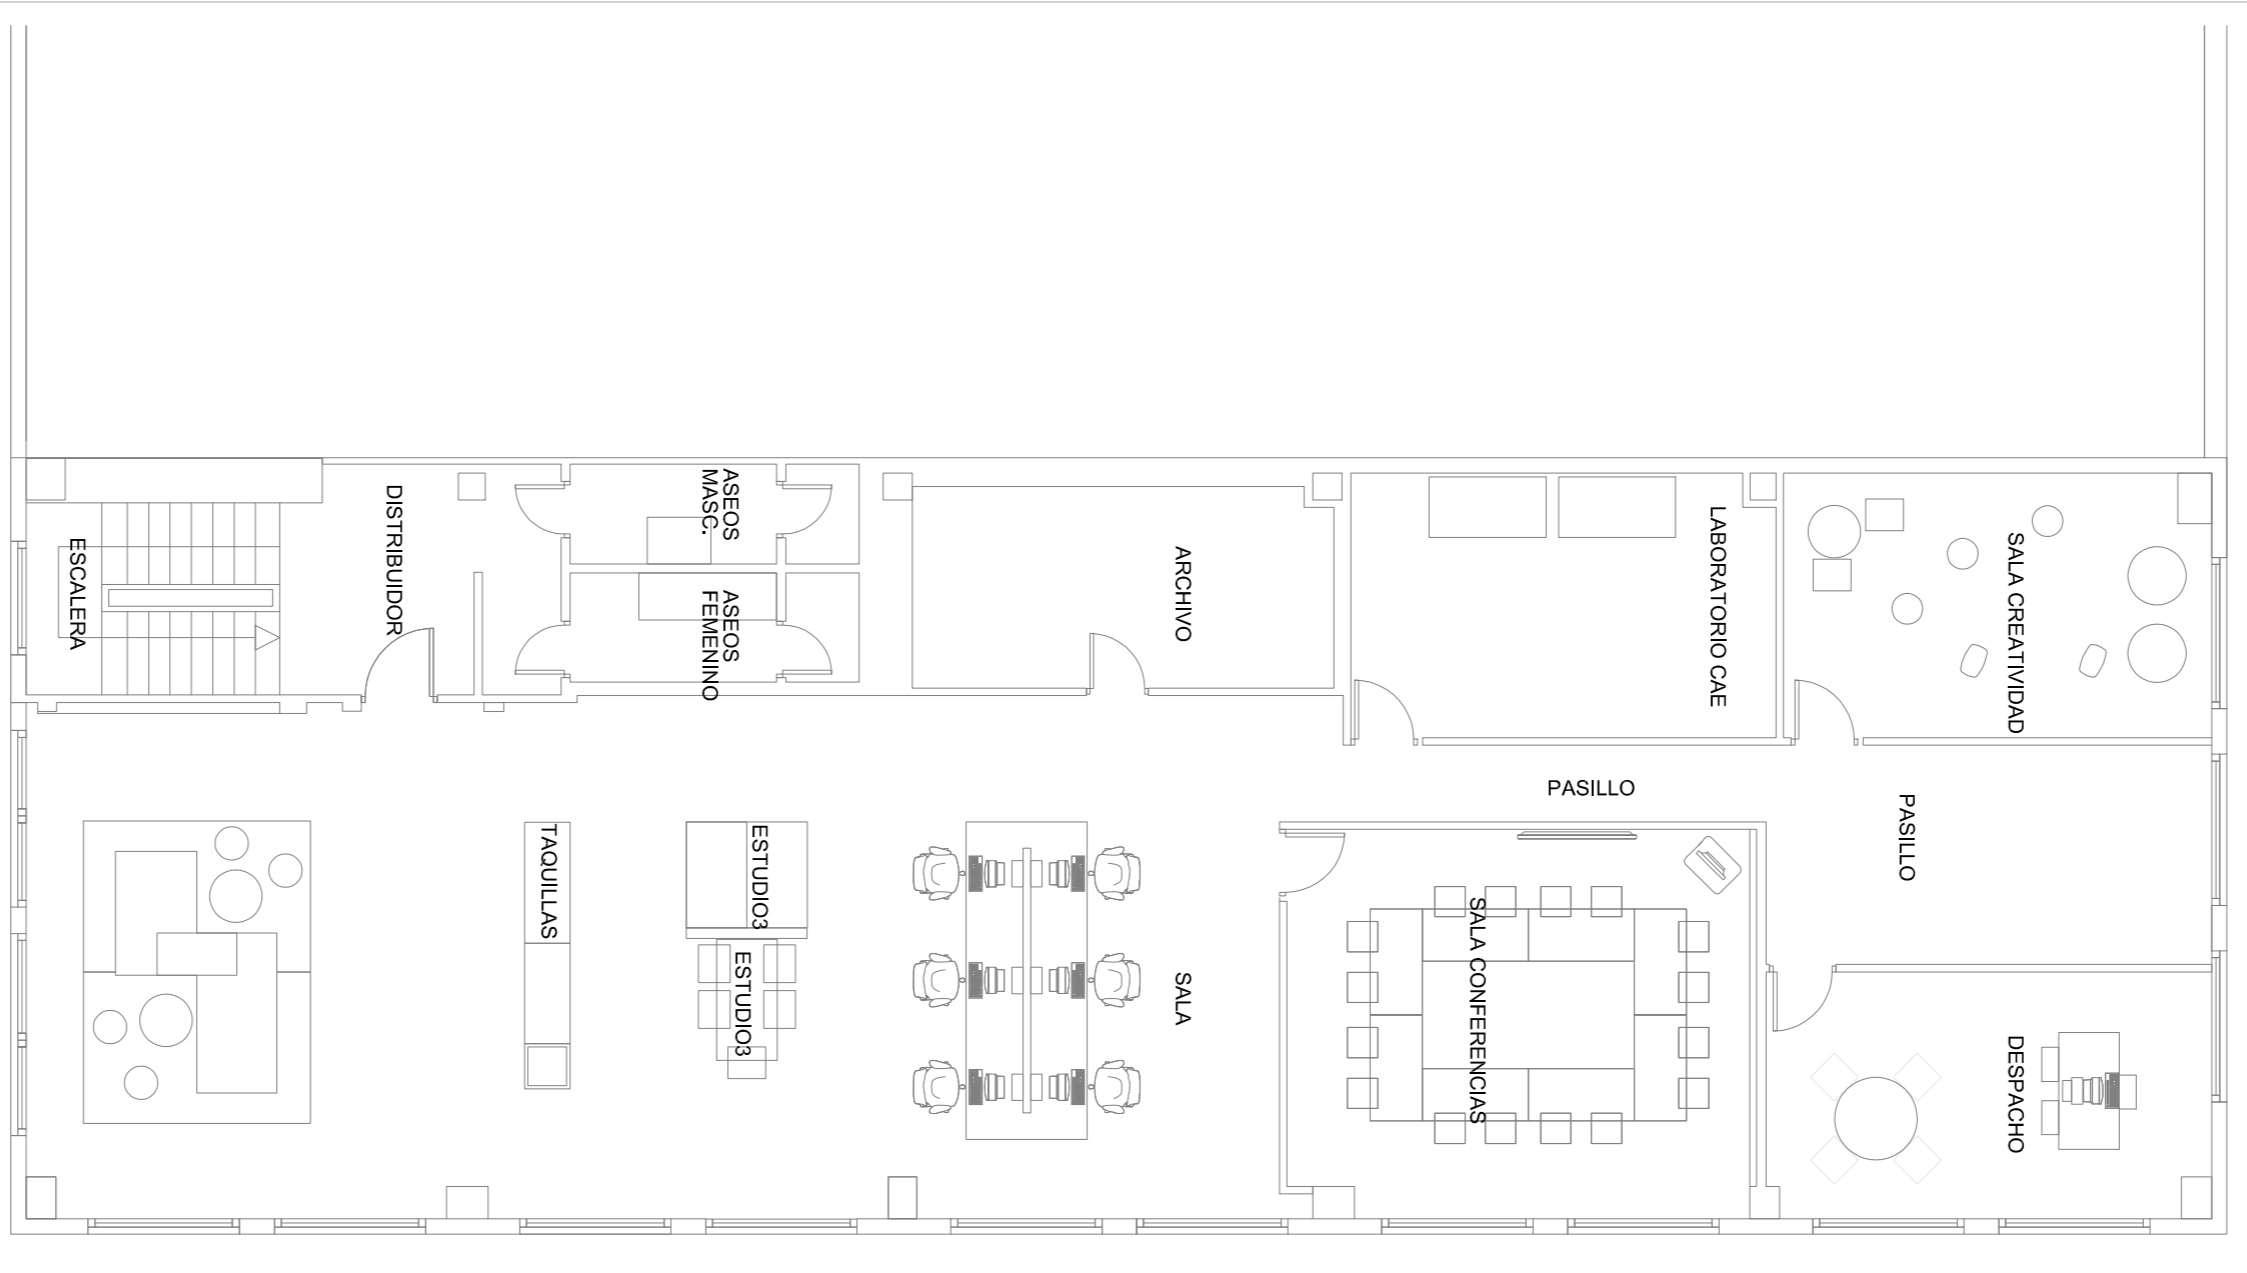 ESCALERA
DISTRIBUIDOR
ASEOS
MASC.
ASEOS
FEMENINO
ARCHIVO
LABORATORIO CAE
SALA CREATIVIDAD
PASILLO
PASILLO
TAQUILLAS
ESTUDIO3
ESTUDIO3
SALA
SALA CONFERENCIAS
DESPACHO